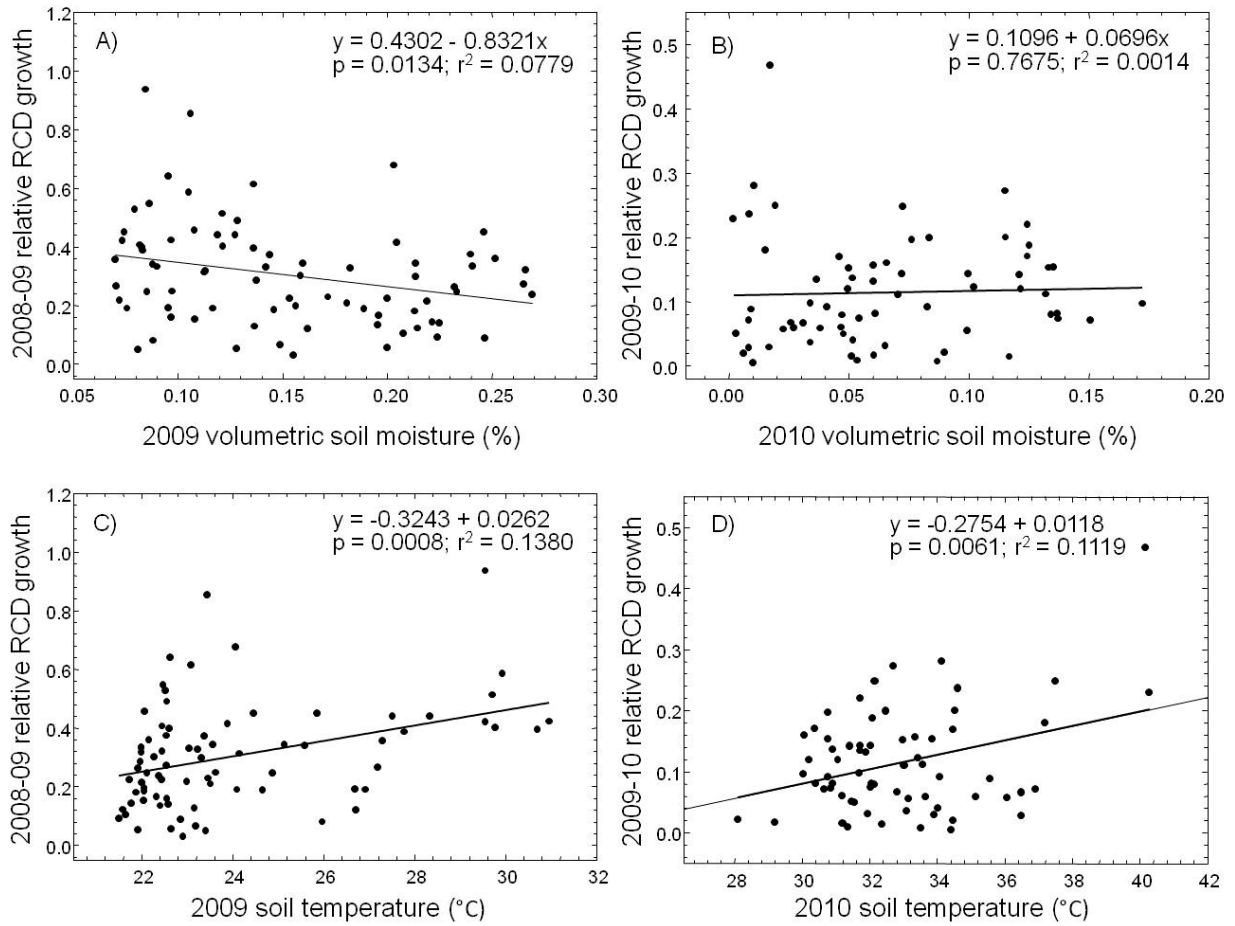 A)
y = 0.4302 - 0.8321x
p = 0.0134; r² = 0.0779
1.2
1.0
0.8
0.6
0.4
0.2
0.0
2008-09 relative RCD growth
0.05 0.10 0.15 0.20 0.25 0.30
2009 volumetric soil moisture (%)
B)
y = 0.1096 + 0.0696x
p = 0.7675; r² = 0.0014
0.5
0.4
0.3
0.2
0.1
0.0
2009-10 relative RCD growth
0.00 0.05 0.10 0.15 0.20
2010 volumetric soil moisture (%)
C)
y = -0.3243 + 0.0262
p = 0.0008; r² = 0.1380
1.2
1.0
0.8
0.6
0.4
0.2
0.0
2008-09 relative RCD growth
22 24 26 28 30 32
2009 soil temperature (°C)
D)
y = -0.2754 + 0.0118
p = 0.0061; r² = 0.1119
0.5
0.4
0.3
0.2
0.1
0.0
2009-10 relative RCD growth
28 30 32 34 36 38 40 42
2010 soil temperature (°C)